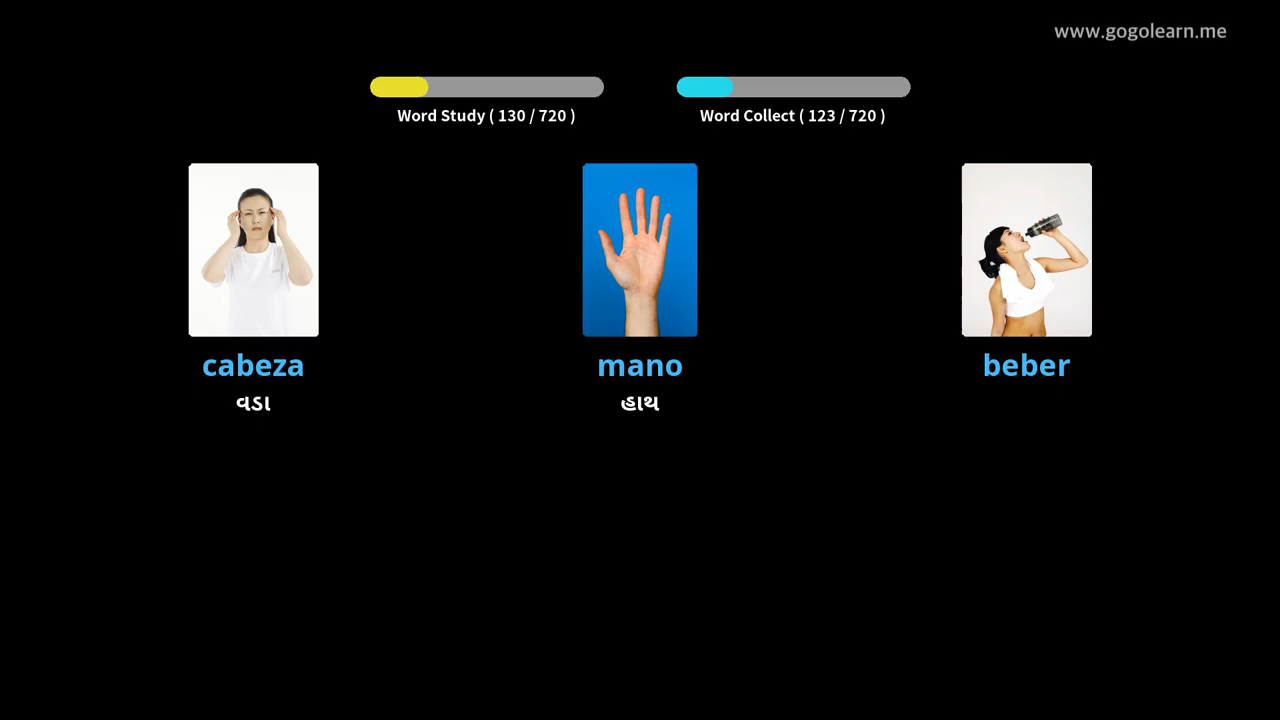 www.gogolearn.me
Word Study ( 130 / 720 )
Word Collect ( 123 / 720 )
cabeza
mano
beber
વડા
હાથ